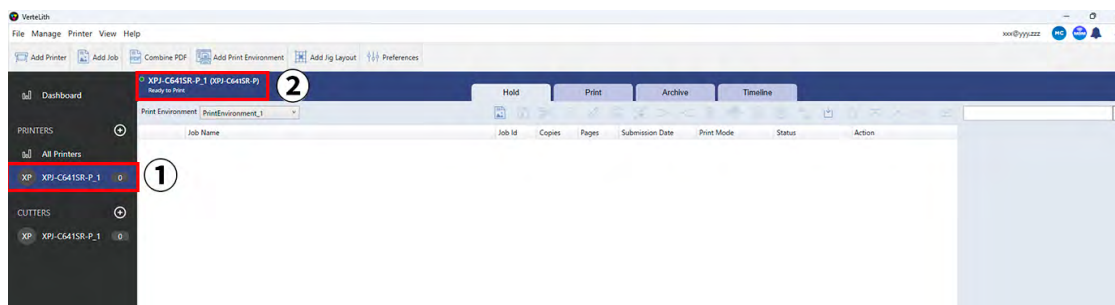 VerteLith
File Manage Printer View Help
xxx@yyy.zzz MC
Add Printer Add Job Combine PDF Add Print Environment Add Jig Layout Preferences
XPJ-C641SR-P_1 (XPJ-C641SR-P)
Ready to Print
2
Hold Print Archive Timeline
Dashboard
Print Environment PrintEnvironment_1
PRINTERS
Job Name Job Id Copies Pages Submission Date Print Mode Status Action
All Printers
XP XPJ-C641SR-P_1 0
1
CUTTERS
XP XPJ-C641SR-P_1 0